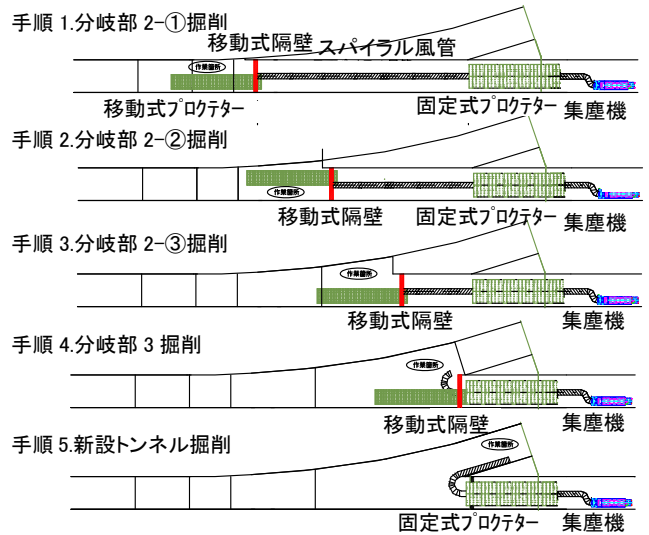 手順 1.分岐部 2-①掘削
移動式隔壁
スパイラル風管
作業箇所
移動式プロクテター
固定式プロクテター
集塵機
手順 2.分岐部 2-②掘削
作業箇所
移動式隔壁
固定式プロクテター
集塵機
手順 3.分岐部 2-③掘削
作業箇所
移動式隔壁
集塵機
手順 4.分岐部 3 掘削
作業箇所
移動式隔壁
集塵機
手順 5.新設トンネル掘削
作業箇所
固定式プロクテター
集塵機